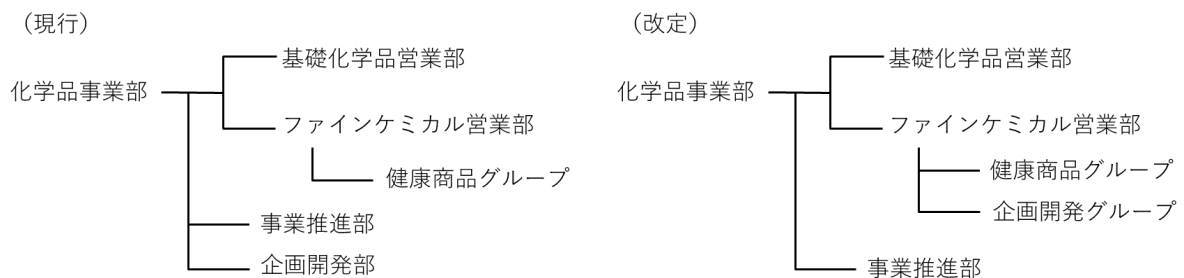 （現行）
基礎化学品営業部
化学品事業部
ファインケミカル営業部
健康商品グループ
事業推進部
企画開発部
（改定）
基礎化学品営業部
化学品事業部
ファインケミカル営業部
健康商品グループ
企画開発グループ
事業推進部